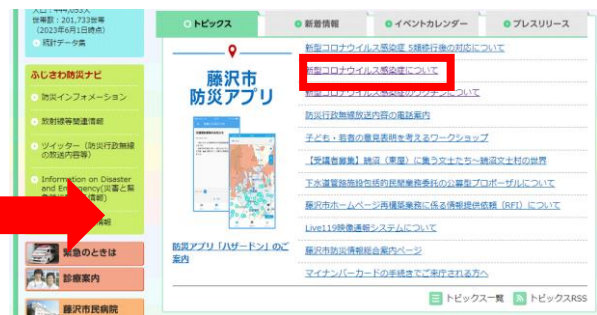 世帯数：201,733世帯
（2023年6月1日時点）
統計データ集
ふじさわ防災ナビ
防災インフォメーション
放射線等関連情報
ツイッター（防災行政無線
の放送内容等）
Information on Disaster
and
緊急のときは
診療案内
藤沢市民病院
トピックス
新着情報
イベントカレンダー
プレスリリース
藤沢市
防災アプリ
防災アプリ「ハザードン」のご
案内
新型コロナウイルス感染症 5類移行後の対応について
新型コロナウイルス感染症について
新型コロナウイルス感染症のワクチンについて
防災行政無線放送内容の電話案内
子ども・若者の意見表明を考えるワークショップ
【受講者募集】鵠沼（東屋）に集う文士たち～鵠沼文士村の世界
下水道管路施設包括的民間業務委託の公募型プロポーザルについて
藤沢市ホームページ再構築業務に係る情報提供依頼（RFI）について
Live119映像通報システムについて
藤沢市防災情報総合案内ページ
マイナンバーカードの手続きでご来庁される方へ
トピックス一覧
トピックスRSS